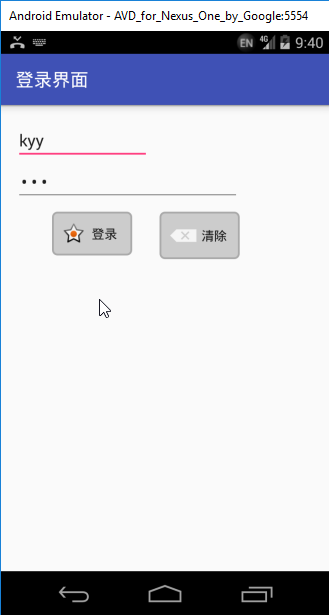 Android Emulator - AVD_for_Nexus_One_by_Google:5554
EN 4G 9:40
登录界面
kyy
•••
登录 清除